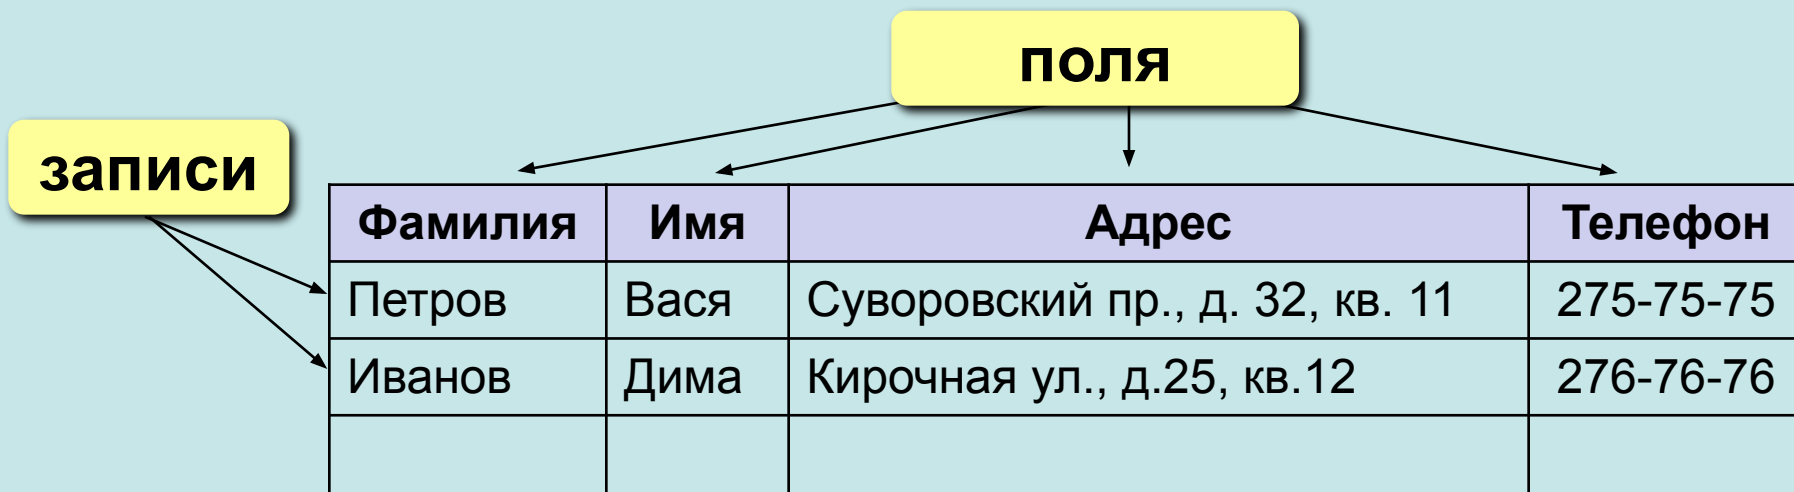 поля
записи
Фамилия Имя Адрес Телефон
Петров Вася Суворовский пр., д. 32, кв. 11 275-75-75
Иванов Дима Кирочная ул., д.25, кв.12 276-76-76